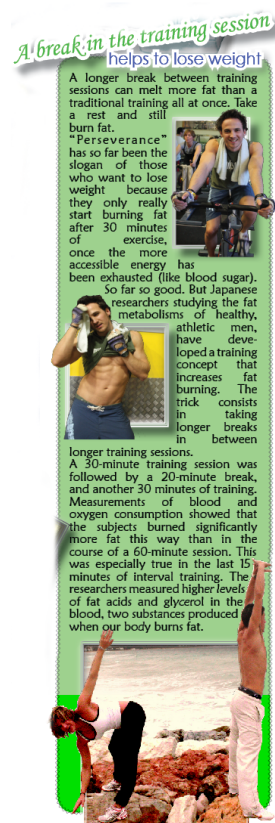 A break in the training session
helps to lose weight
A longer break between training
sessions can melt more fat than a
traditional training all at once. Take
a rest and still
burn fat.
“Perseverance”
has so far been the
slogan of those
who want to lose
weight because
they only really
start burning fat
after 30 minutes
of exercise,
once the more
accessible energy has
been exhausted (like blood sugar).
So far so good. But Japanese
researchers studying the fat
metabolisms of healthy,
athletic men,
have deve-
loped a training
concept that
increases fat
burning. The
trick consists
in taking
longer breaks
in between
longer training sessions.
A 30-minute training session was
followed by a 20-minute break,
and another 30 minutes of training.
Measurements of blood and
oxygen consumption showed that
the subjects burned significantly
more fat this way than in the
course of a 60-minute session. This
was especially true in the last 15
minutes of interval training. The
researchers measured higher levels
of fat acids and glycerol in the
blood, two substances produced
when our body burns fat.